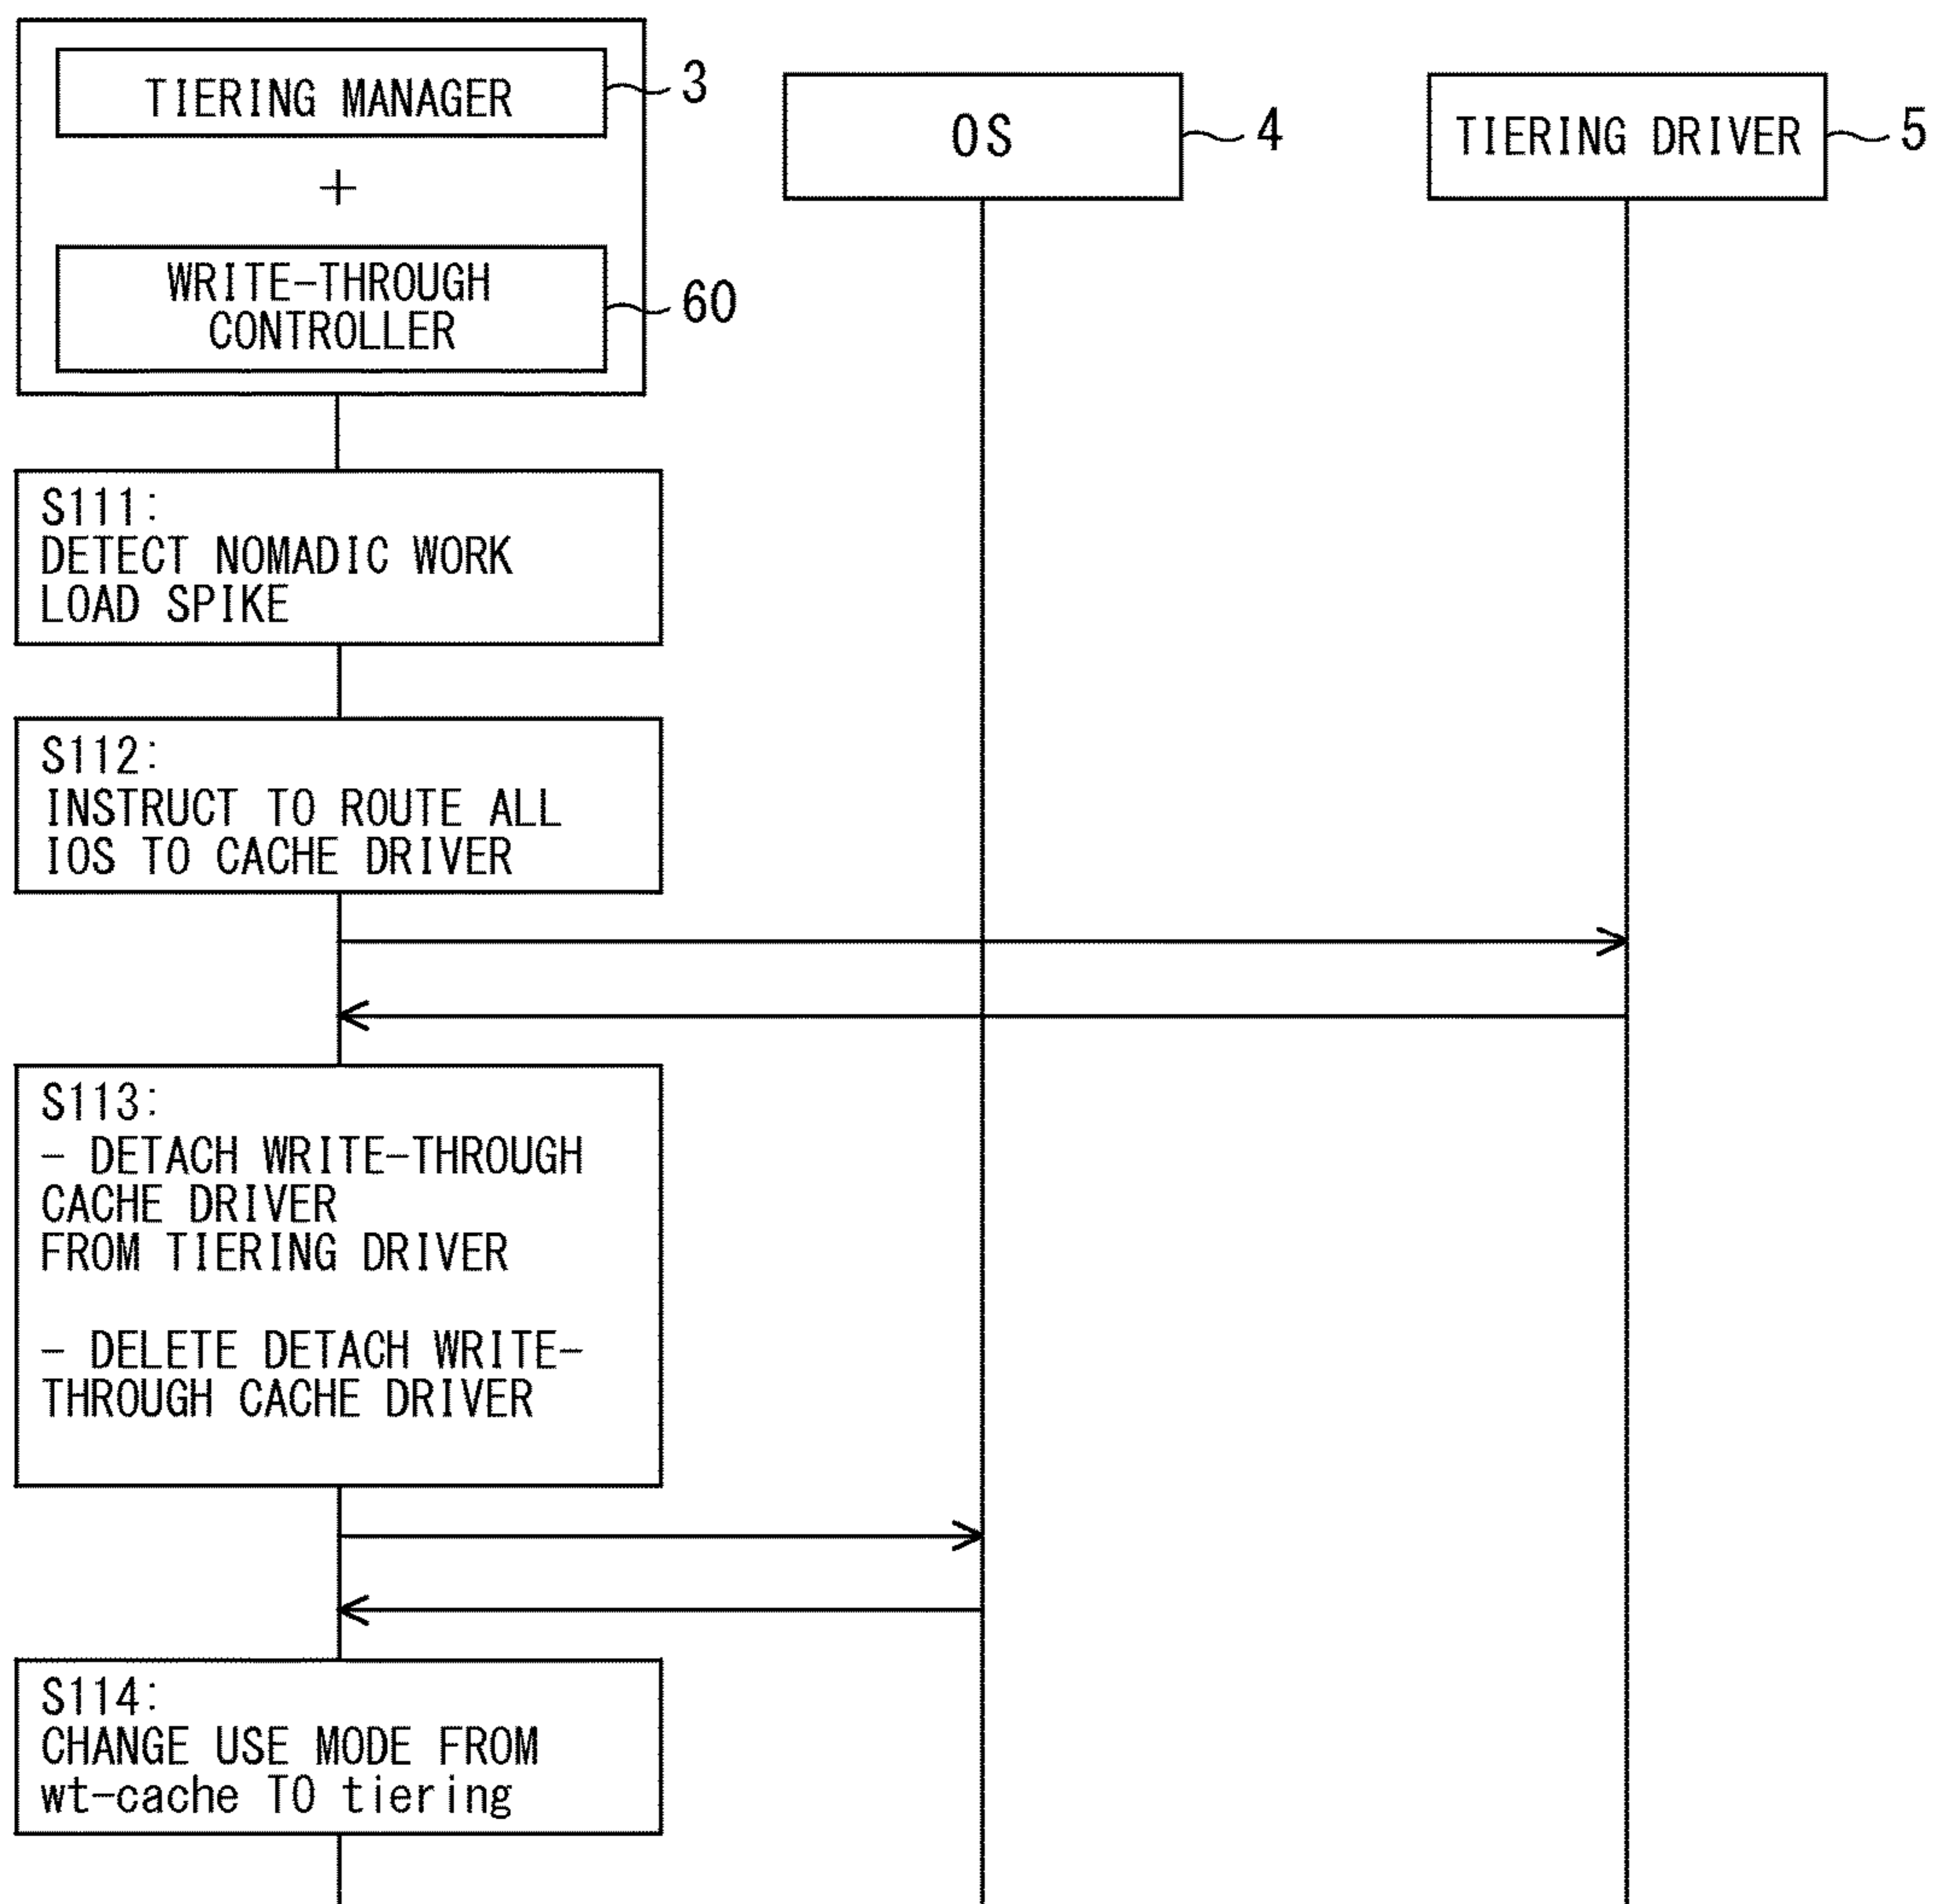 TIERING MANAGER
3
+
WRITE-THROUGH
CONTROLLER
60
OS
4
TIERING DRIVER
5
S111:
DETECT NOMADIC WORK
LOAD SPIKE
S112:
INSTRUCT TO ROUTE ALL
IOS TO CACHE DRIVER
S113:
- DETACH WRITE-THROUGH
CACHE DRIVER
FROM TIERING DRIVER
- DELETE DETACH WRITE-
THROUGH CACHE DRIVER
S114:
CHANGE USE MODE FROM
wt-cache TO tiering